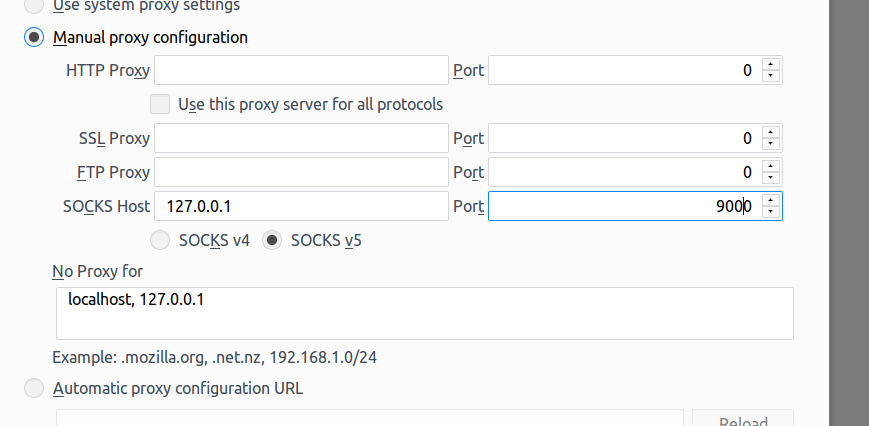 Use system proxy settings
Manual proxy configuration
HTTP Proxy Port 0
Use this proxy server for all protocols
SSL Proxy Port 0
FTP Proxy Port 0
SOCKS Host 127.0.0.1 Port 9000
SOCKS v4 SOCKS v5
No Proxy for
localhost, 127.0.0.1
Example: .mozilla.org, .net.nz, 192.168.1.0/24
Automatic proxy configuration URL
Reload